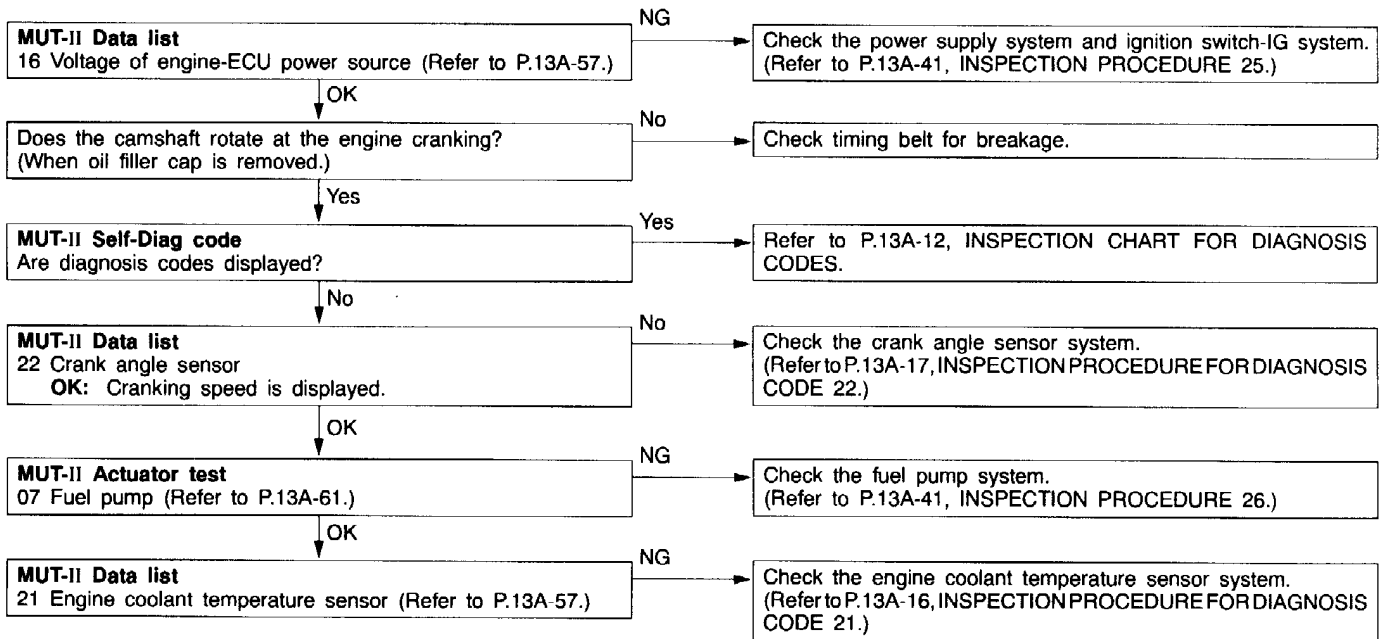 NG
MUT-II Data list
16 Voltage of engine-ECU power source (Refer to P.13A-57.)
Check the power supply system and ignition switch-IG system.
(Refer to P.13A-41, INSPECTION PROCEDURE 25.)
OK
No
Does the camshaft rotate at the engine cranking?
(When oil filler cap is removed.)
Check timing belt for breakage.
Yes
Yes
MUT-II Self-Diag code
Are diagnosis codes displayed?
Refer to P.13A-12, INSPECTION CHART FOR DIAGNOSIS
CODES.
No
No
MUT-II Data list
22 Crank angle sensor
OK: Cranking speed is displayed.
Check the crank angle sensor system.
(Refer to P.13A-17, INSPECTION PROCEDURE FOR DIAGNOSIS
CODE 22.)
OK
NG
MUT-II Actuator test
07 Fuel pump (Refer to P.13A-61.)
Check the fuel pump system.
(Refer to P.13A-41, INSPECTION PROCEDURE 26.)
OK
NG
MUT-II Data list
21 Engine coolant temperature sensor (Refer to P.13A-57.)
Check the engine coolant temperature sensor system.
(Refer to P.13A-16, INSPECTION PROCEDURE FOR DIAGNOSIS
CODE 21.)